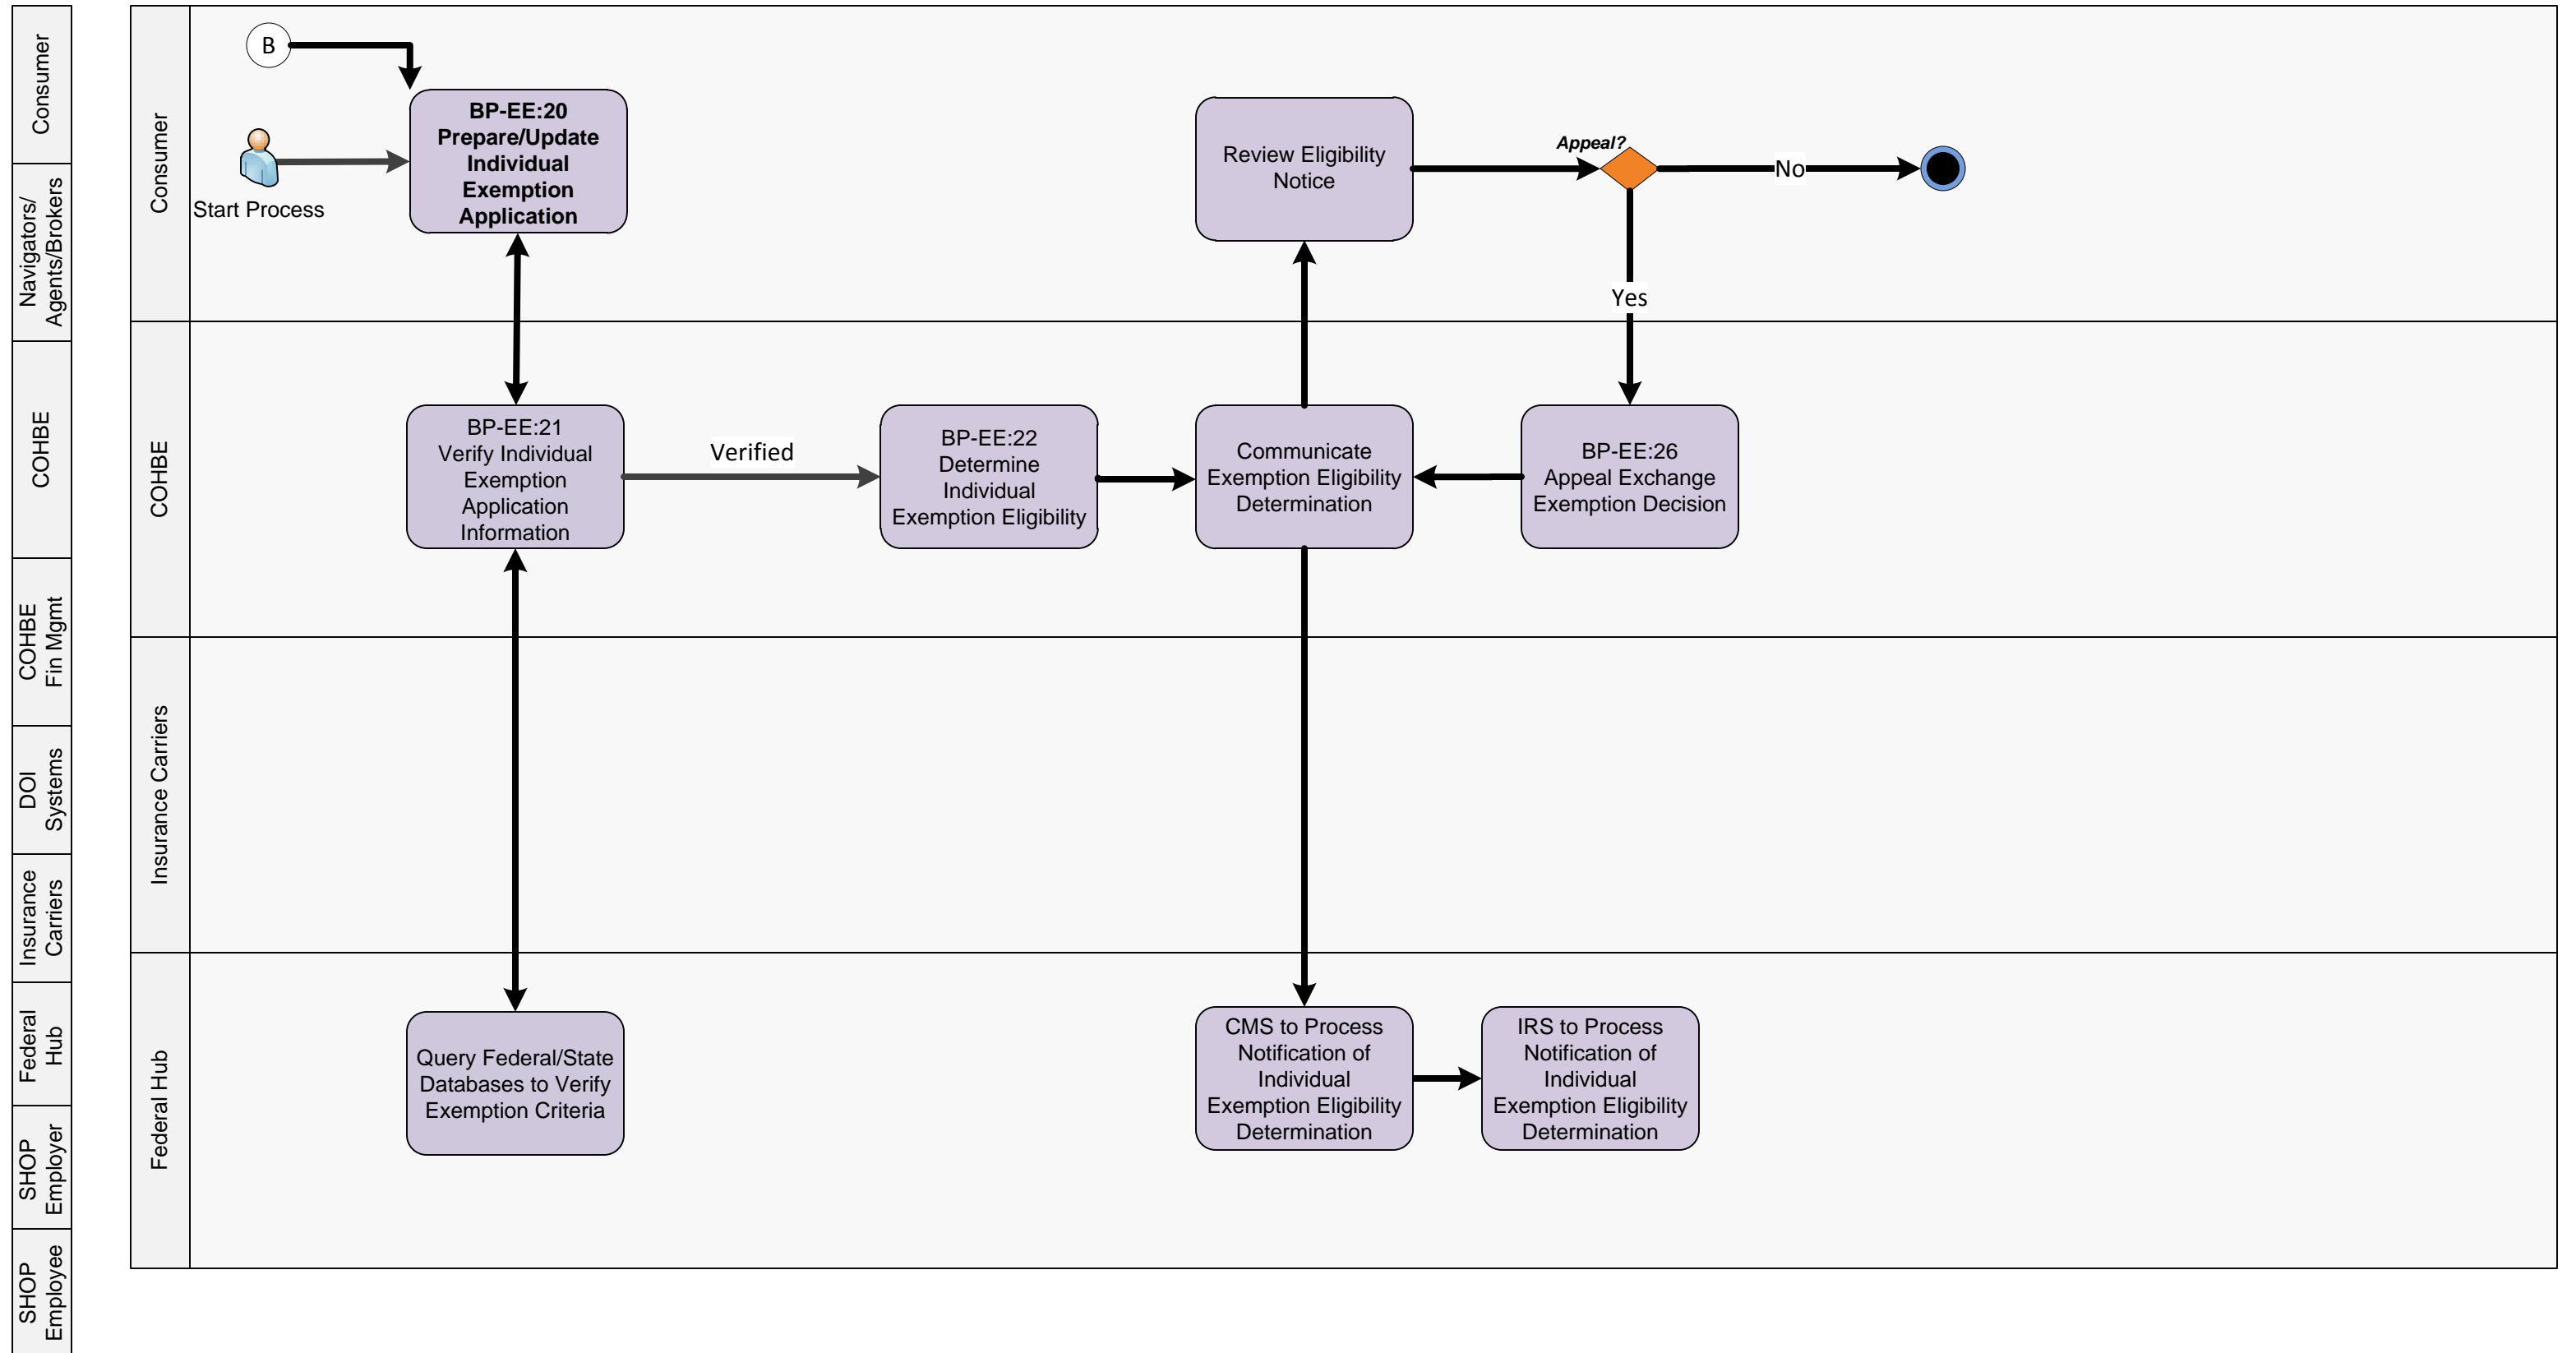 Consumer
Navigators/
Agents/Brokers
COHBE
COHBE
Fin Mgmt
DOI
Systems
Insurance
Carriers
Federal
Hub
SHOP
Employer
SHOP
Employee
Consumer
B
Start Process
BP-EE:20
Prepare/Update
Individual
Exemption
Application
Review Eligibility
Notice
Appeal?
No
Yes
COHBE
BP-EE:21
Verify Individual
Exemption
Application
Information
Verified
BP-EE:22
Determine
Individual
Exemption Eligibility
Communicate
Exemption Eligibility
Determination
BP-EE:26
Appeal Exchange
Exemption Decision
Insurance Carriers
Federal Hub
Query Federal/State
Databases to Verify
Exemption Criteria
CMS to Process
Notification of
Individual
Exemption Eligibility
Determination
IRS to Process
Notification of
Individual
Exemption Eligibility
Determination